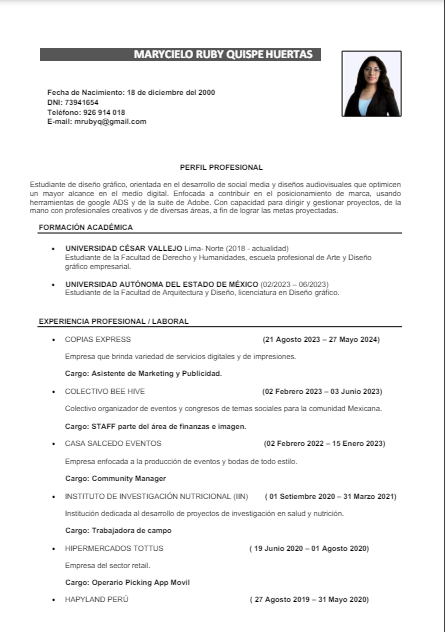 MARYCIELO RUBY QUISPE HUERTAS
Fecha de Nacimiento: 18 de diciembre del 2000
DNI: 73941654
Teléfono: 926 914 018
E-mail: mrubyq@gmail.com
PERFIL PROFESIONAL
Estudiante de diseño gráfico, orientada en el desarrollo de social media y diseños audiovisuales que optimicen
un mayor alcance en el medio digital. Enfocada a contribuir en el posicionamiento de marca, usando
herramientas de google ADS y de la suite de Adobe. Con capacidad para dirigir y gestionar proyectos, de la
mano con profesionales creativos y de diversas áreas, a fin de lograr las metas proyectadas.
FORMACIÓN ACADÉMICA
• UNIVERSIDAD CÉSAR VALLEJO Lima- Norte (2018 - actualidad)
Estudiante de la Facultad de Derecho y Humanidades, escuela profesional de Arte y Diseño
gráfico empresarial.
• UNIVERSIDAD AUTÓNOMA DEL ESTADO DE MÉXICO (02/2023 – 06/2023)
Estudiante de la Facultad de Arquitectura y Diseño, licenciatura en Diseño gráfico.
EXPERIENCIA PROFESIONAL / LABORAL
• COPIAS EXPRESS (21 Agosto 2023 – 27 Mayo 2024)
Empresa que brinda variedad de servicios digitales y de impresiones.
Cargo: Asistente de Marketing y Publicidad.
• COLECTIVO BEE HIVE (02 Febrero 2023 – 03 Junio 2023)
Colectivo organizador de eventos y congresos de temas sociales para la comunidad Mexicana.
Cargo: STAFF parte del área de finanzas e imagen.
• CASA SALCEDO EVENTOS (02 Febrero 2022 – 15 Enero 2023)
Empresa enfocada a la producción de eventos y bodas de todo estilo.
Cargo: Community Manager
• INSTITUTO DE INVESTIGACIÓN NUTRICIONAL (IIN) ( 01 Setiembre 2020 – 31 Marzo 2021)
Institución dedicada al desarrollo de proyectos de investigación en salud y nutrición.
Cargo: Trabajadora de campo
• HIPERMERCADOS TOTTUS ( 19 Junio 2020 – 01 Agosto 2020)
Empresa del sector retail.
Cargo: Operario Picking App Movil
• HAPYLAND PERÚ ( 27 Agosto 2019 – 31 Mayo 2020)